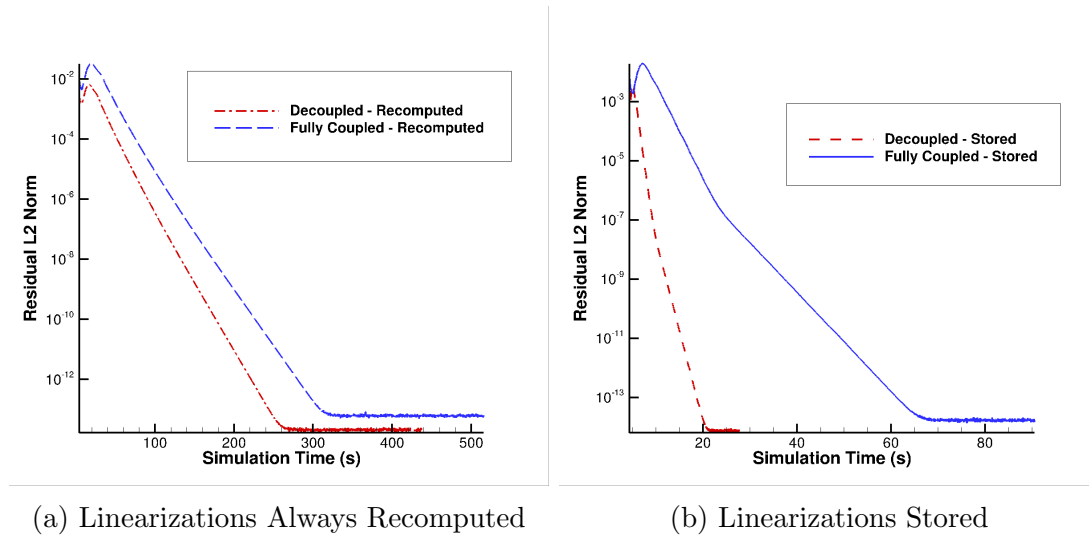 10^-2
10^-4
10^-6
10^-8
10^-10
10^-12
Residual L2 Norm
Decoupled - Recomputed
Fully Coupled - Recomputed
100 200 300 400 500
Simulation Time (s)
(a) Linearizations Always Recomputed
10^-3
10^-5
10^-7
10^-9
10^-11
10^-13
Residual L2 Norm
Decoupled - Stored
Fully Coupled - Stored
20 40 60 80
Simulation Time (s)
(b) Linearizations Stored